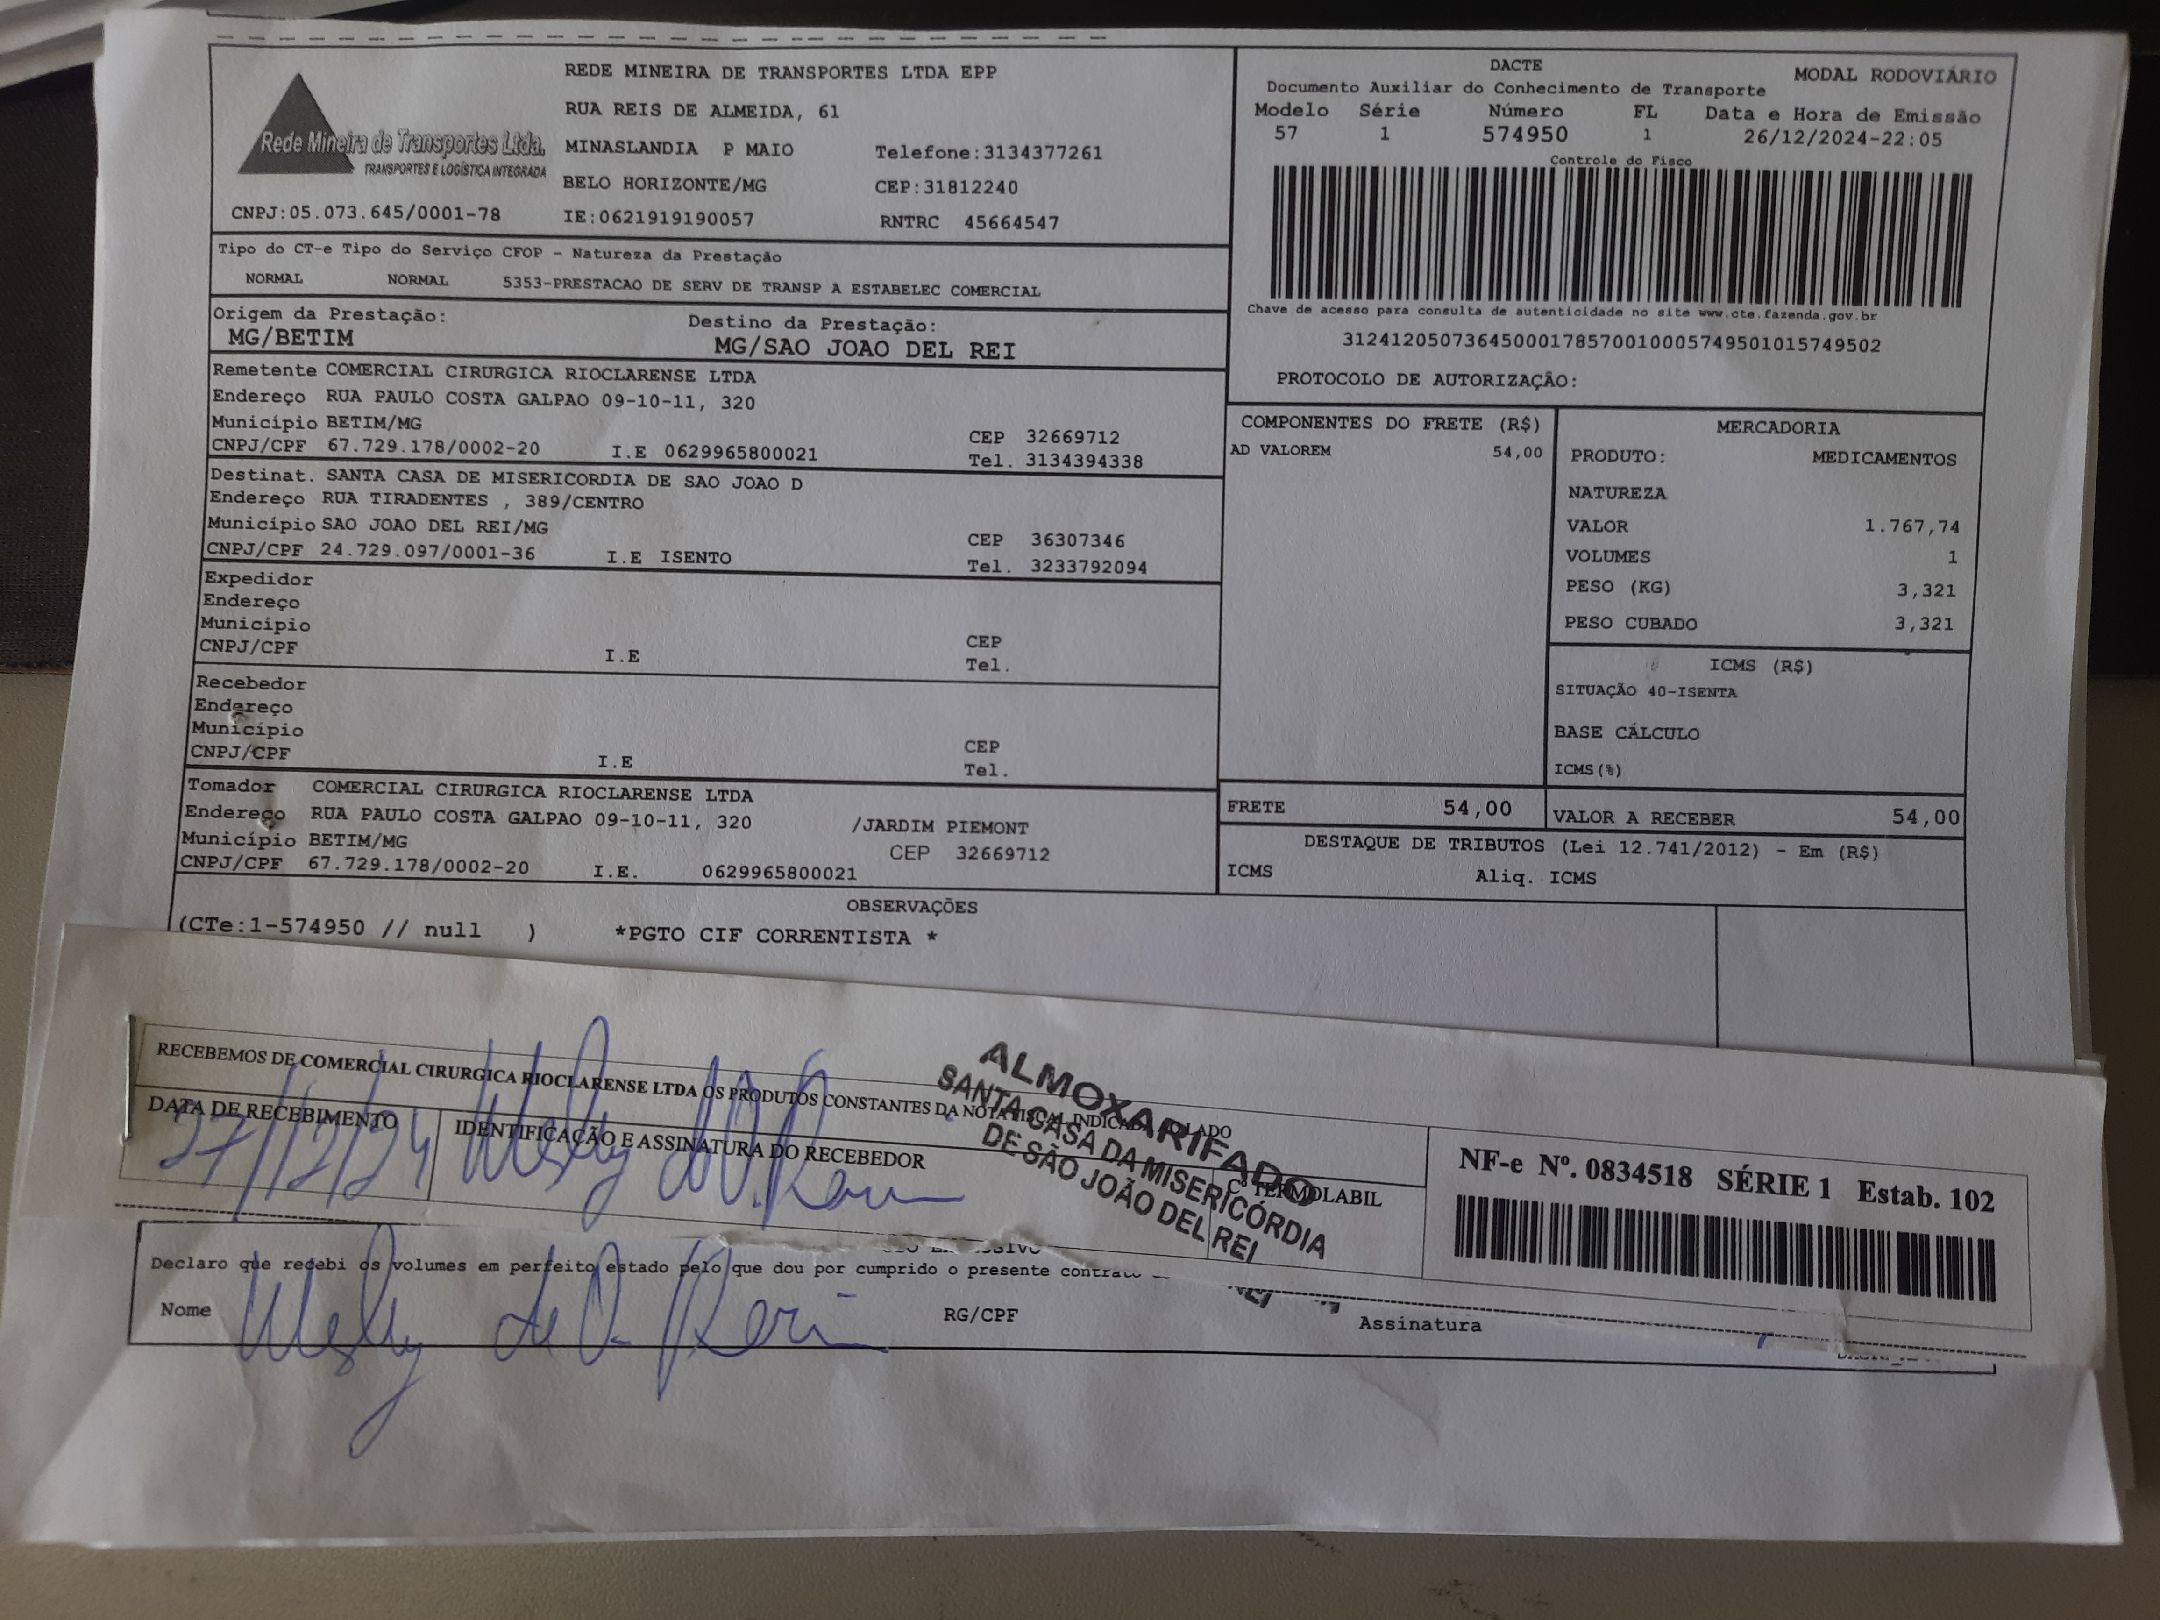 REDE MINEIRA DE TRANSPORTES LTDA EPP
RUA REIS DE ALMEIDA, 61
Rede Mineira de Transportes Ltda.
TRANSPORTES E LOGÍSTICA INTEGRADA
MINASLANDIA P MAIO Telefone:3134377261
BELO HORIZONTE/MG CEP:31812240
CNPJ:05.073.645/0001-78 IE:0621919190057 RNTRC 45664547
DACTE MODAL RODOVIÁRIO
Documento Auxiliar do Conhecimento de Transporte
Modelo Série Número FL Data e Hora de Emissão
57 1 574950 1 26/12/2024-22:05
Controle do Fisco
Chave de acesso para consulta de autenticidade no site www.cte.fazenda.gov.br
31241205073645000178570010005749501015749502
PROTOCOLO DE AUTORIZAÇÃO:
Tipo do CT-e Tipo do Serviço CFOP - Natureza da Prestação
NORMAL NORMAL 5353-PRESTACAO DE SERV DE TRANSP A ESTABELEC COMERCIAL
Origem da Prestação: Destino da Prestação:
MG/BETIM MG/SAO JOAO DEL REI
Remetente COMERCIAL CIRURGICA RIOCLARENSE LTDA
Endereço RUA PAULO COSTA GALPAO 09-10-11, 320
Município BETIM/MG CEP 32669712
CNPJ/CPF 67.729.178/0002-20 I.E 0629965800021 Tel. 3134394338
Destinat. SANTA CASA DE MISERICORDIA DE SAO JOAO D
Endereço RUA TIRADENTES , 389/CENTRO
Município SAO JOAO DEL REI/MG CEP 36307346
CNPJ/CPF 24.729.097/0001-36 I.E ISENTO Tel. 3233792094
Expedidor
Endereço
Município CEP
CNPJ/CPF I.E Tel.
Recebedor
Endereço
Município CEP
CNPJ/CPF I.E Tel.
Tomador COMERCIAL CIRURGICA RIOCLARENSE LTDA
Endereço RUA PAULO COSTA GALPAO 09-10-11, 320 /JARDIM PIEMONT
Município BETIM/MG CEP 32669712
CNPJ/CPF 67.729.178/0002-20 I.E. 0629965800021
COMPONENTES DO FRETE (R$)
AD VALOREM 54,00
MERCADORIA
PRODUTO: MEDICAMENTOS
NATUREZA
VALOR 1.767,74
VOLUMES 1
PESO (KG) 3,321
PESO CUBADO 3,321
ICMS (R$)
SITUAÇÃO 40-ISENTA
BASE CÁLCULO
ICMS(%)
FRETE 54,00 VALOR A RECEBER 54,00
DESTAQUE DE TRIBUTOS (Lei 12.741/2012) - Em (R$)
ICMS Aliq. ICMS
OBSERVAÇÕES
(CTe:1-574950 // null ) *PGTO CIF CORRENTISTA *
RECEBEMOS DE COMERCIAL CIRURGICA RIOCLARENSE LTDA OS PRODUTOS CONSTANTES DA NOTA FISCAL INDICADA AO LADO
DATA DE RECEBIMENTO IDENTIFICAÇÃO E ASSINATURA DO RECEBEDOR
27/12/24
Cº TERMOLABIL
ALMOXARIFADO
SANTA CASA DA MISERICÓRDIA
DE SÃO JOÃO DEL REI
NF-e Nº. 0834518 SÉRIE 1 Estab. 102
Declaro que recebi os volumes em perfeito estado pelo que dou por cumprido o presente contrato
Nome RG/CPF Assinatura